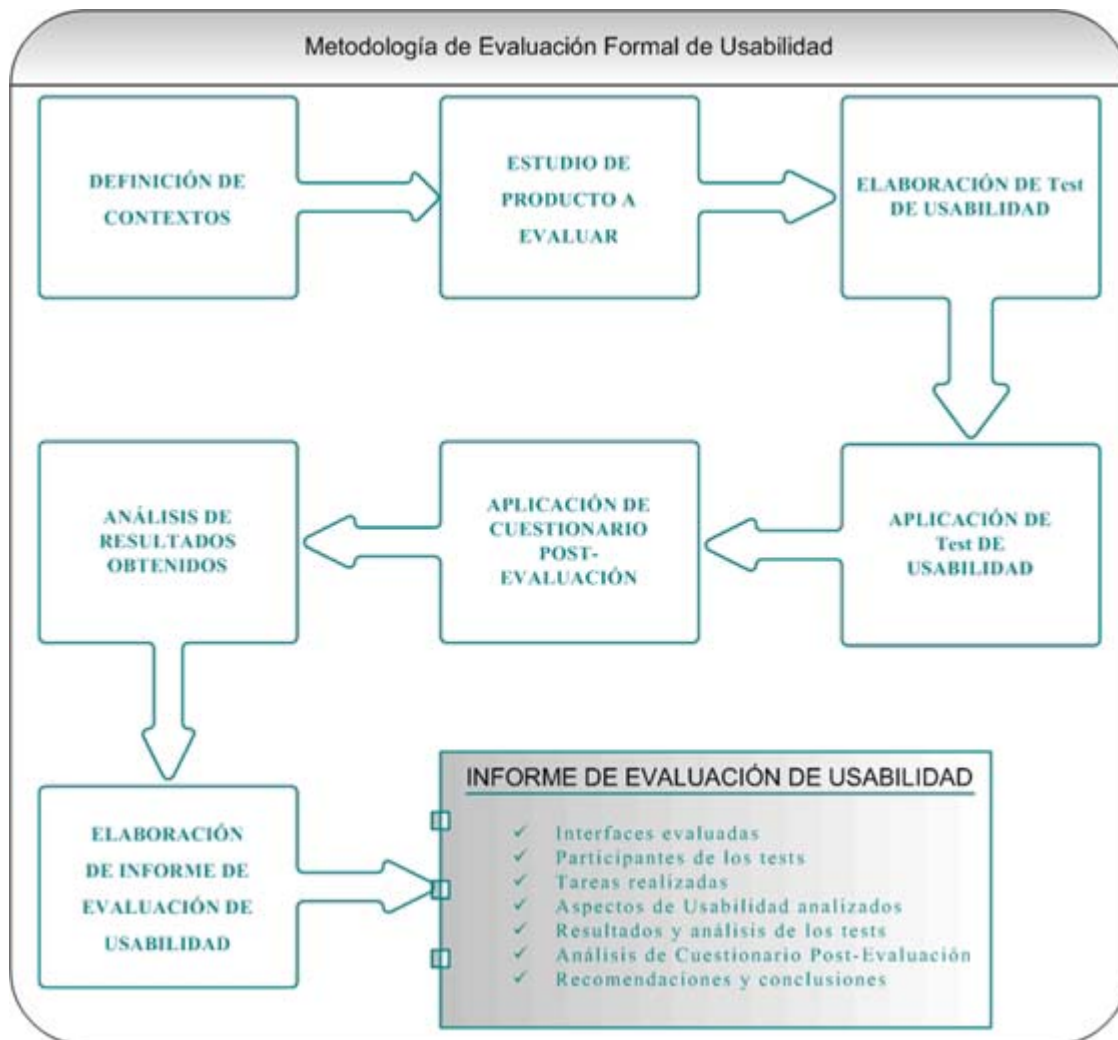 Metodología de Evaluación Formal de Usabilidad
DEFINICIÓN DE
CONTEXTOS
ESTUDIO DE
PRODUCTO A
EVALUAR
ELABORACIÓN DE Test
DE USABILIDAD
APLICACIÓN DE
Test DE
USABILIDAD
APLICACIÓN DE
CUESTIONARIO
POST-
EVALUACIÓN
ANÁLISIS DE
RESULTADOS
OBTENIDOS
ELABORACIÓN
DE INFORME DE
EVALUACIÓN DE
USABILIDAD
INFORME DE EVALUACIÓN DE USABILIDAD
✓ Interfaces evaluadas
✓ Participantes de los tests
✓ Tareas realizadas
✓ Aspectos de Usabilidad analizados
✓ Resultados y análisis de los tests
✓ Análisis de Cuestionario Post-Evaluación
✓ Recomendaciones y conclusiones